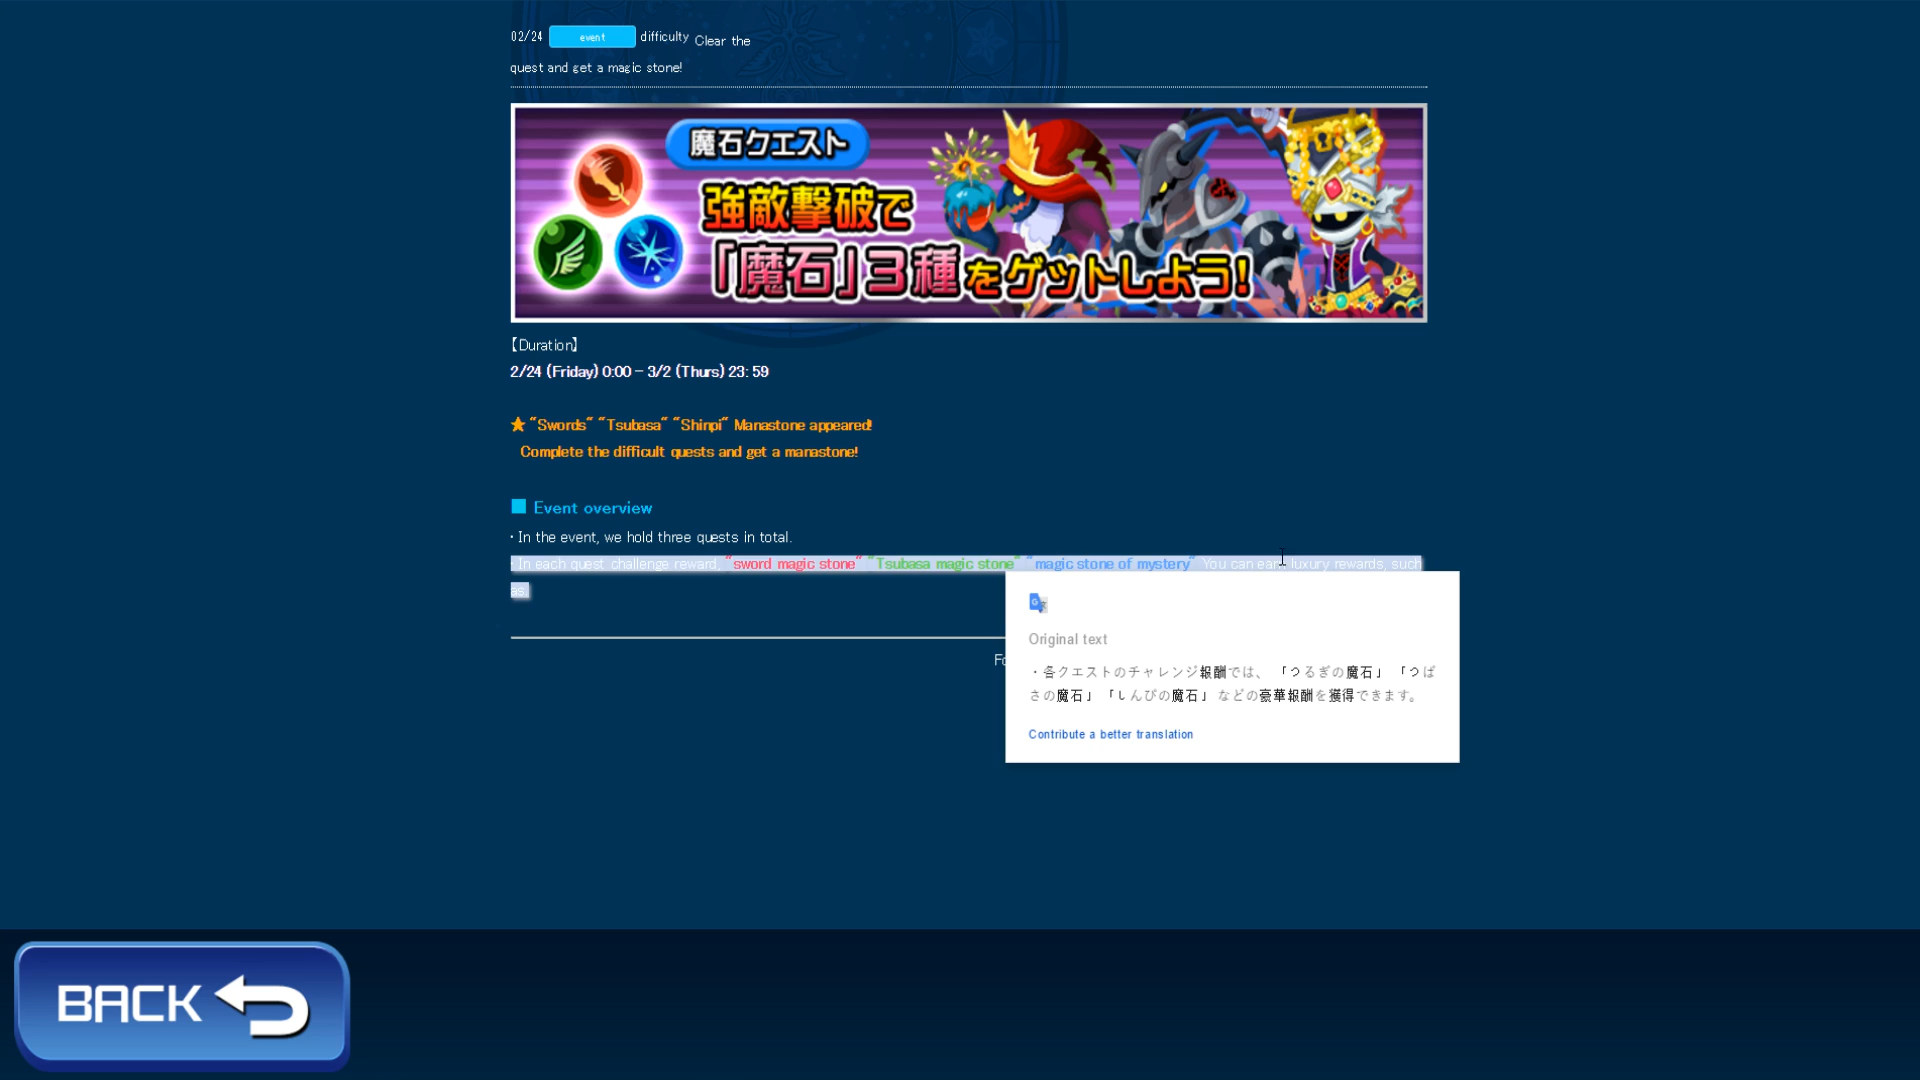 02/24 event difficulty Clear the
quest and get a magic stone!
魔石クエスト
強敵撃破で
「魔石」3種をゲットしよう!
【Duration】
2/24 (Friday) 0:00 - 3/2 (Thurs) 23: 59
★ "Swords" "Tsubasa" "Shinpi" Manastone appeared!
Complete the difficult quests and get a manastone!
■ Event overview
・In the event, we hold three quests in total.
・In each quest challenge reward, "sword magic stone" "Tsubasa magic stone" "magic stone of mystery" You can earn luxury rewards, such
as.
Original text
・各クエストのチャレンジ報酬では、 「つるぎの魔石」 「つば
さの魔石」 「しんぴの魔石」 などの豪華報酬を獲得できます。
Contribute a better translation
BACK